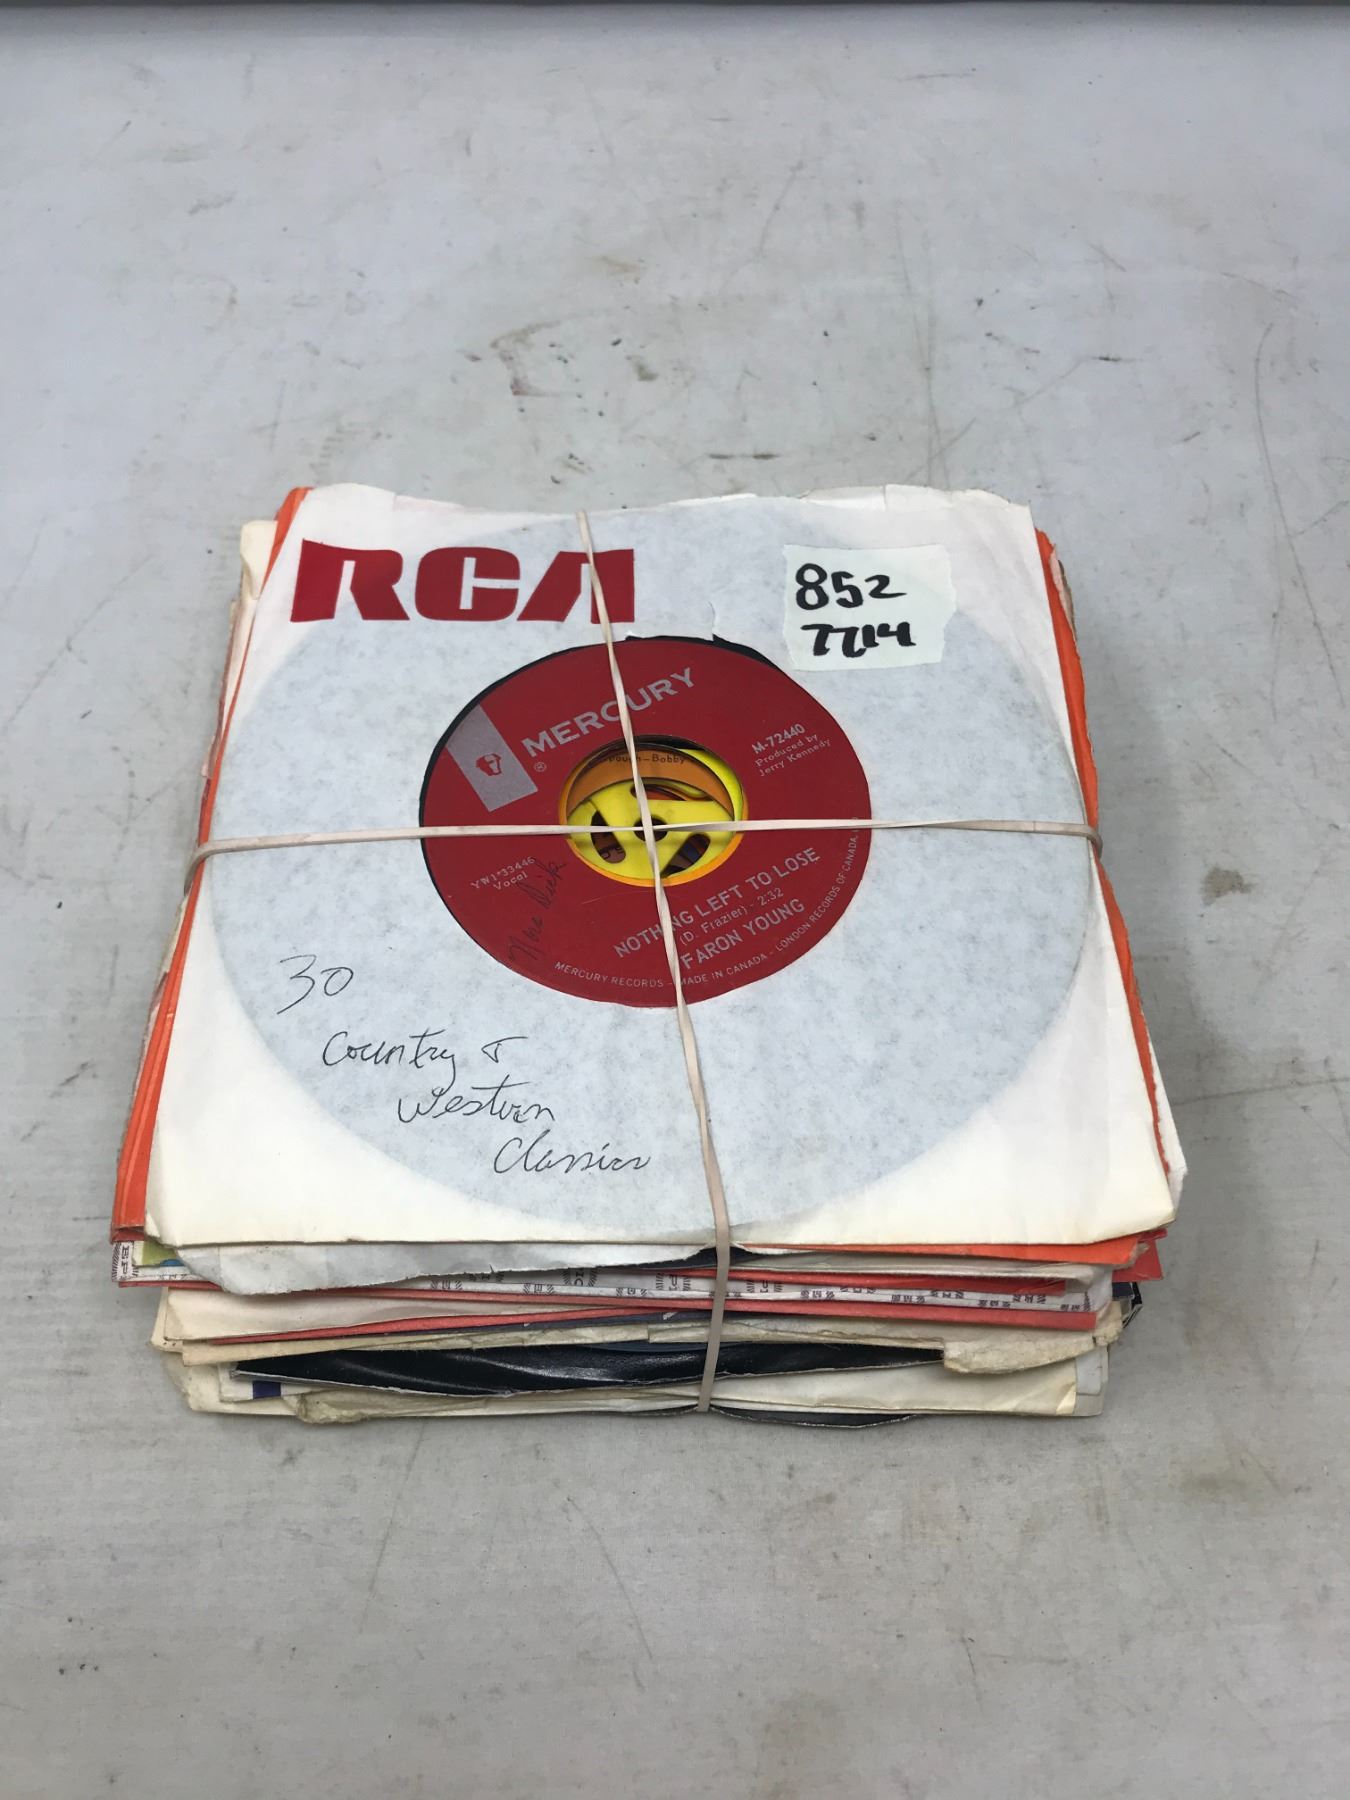 RCA
852
7714
MERCURY
®
M-72440
Produced by
Jerry Kennedy
YW1*33446
Vocal
NOTHING LEFT TO LOSE
(D. Frazier) - 2:32
FARON YOUNG
MERCURY RECORDS - MADE IN CANADA - LONDON RECORDS OF CANADA
30
Country &
Western
Classics